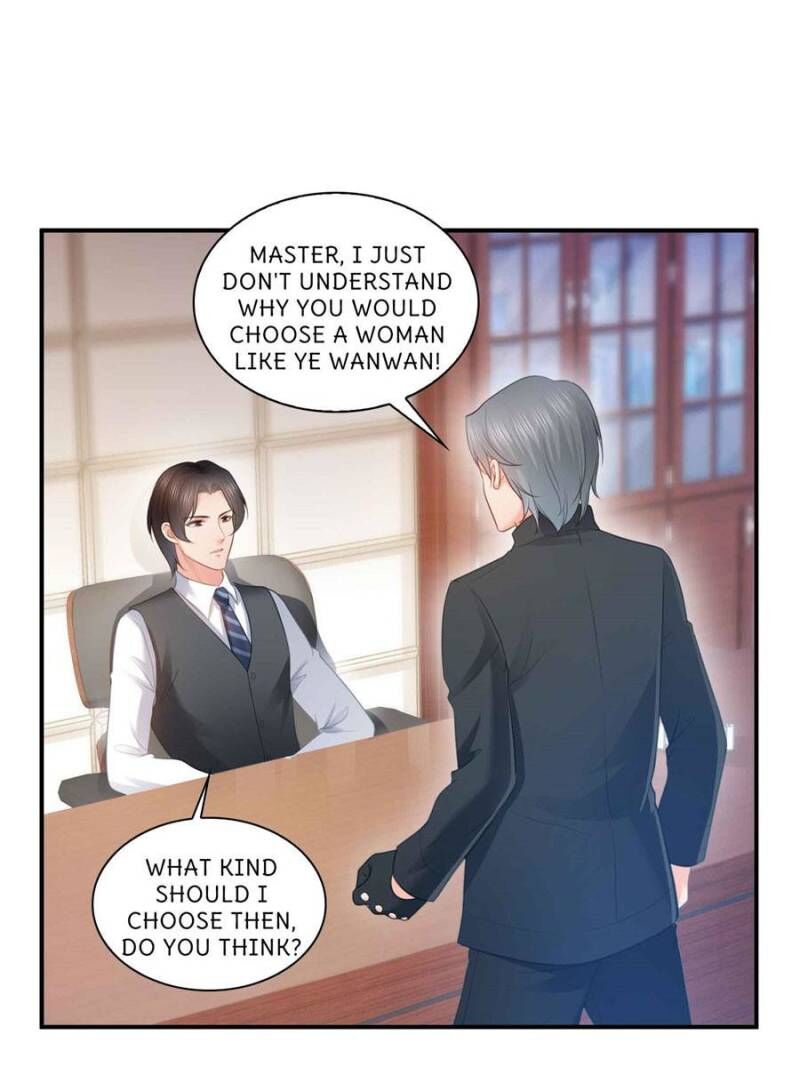 MASTER, I JUST
DON'T UNDERSTAND
WHY YOU WOULD
CHOOSE A WOMAN
LIKE YE WANWAN!
WHAT KIND
SHOULD I
CHOOSE THEN,
DO YOU THINK?